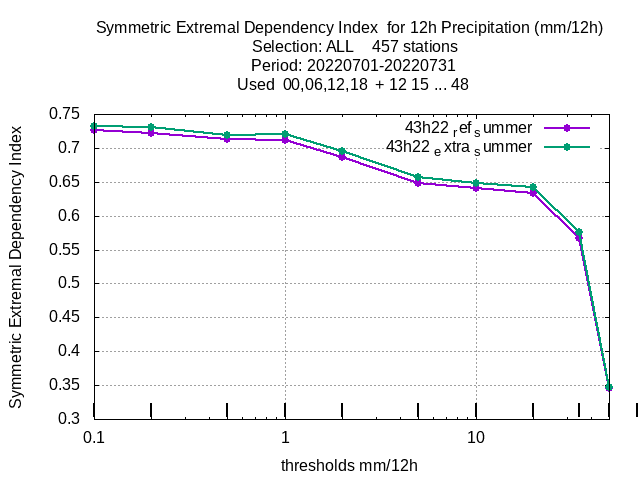 Symmetric Extremal Dependency Index  for 12h Precipitation (mm/12h)
Selection: ALL    457 stations
Period: 20220701-20220731
Used  00,06,12,18  + 12 15 ... 48
43h22 ref summer
43h22 extra summer
Symmetric Extremal Dependency Index
0.75
0.7
0.65
0.6
0.55
0.5
0.45
0.4
0.35
0.3
0.1
1
10
thresholds mm/12h